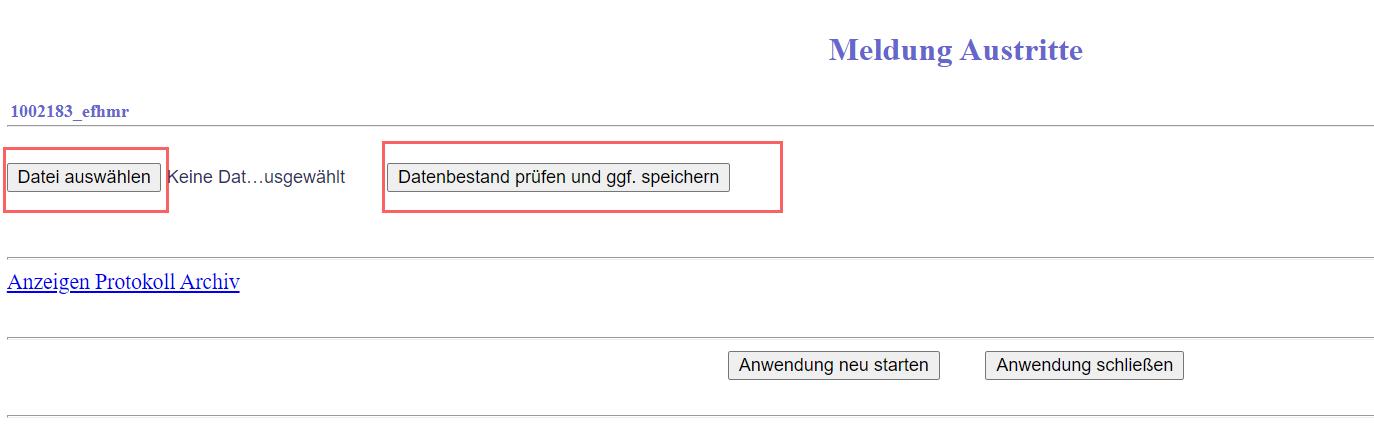 Meldung Austritte
1002183_efhmr
Datei auswählen Keine Dat…usgewählt Datenbestand prüfen und ggf. speichern
Anzeigen Protokoll Archiv
Anwendung neu starten Anwendung schließen